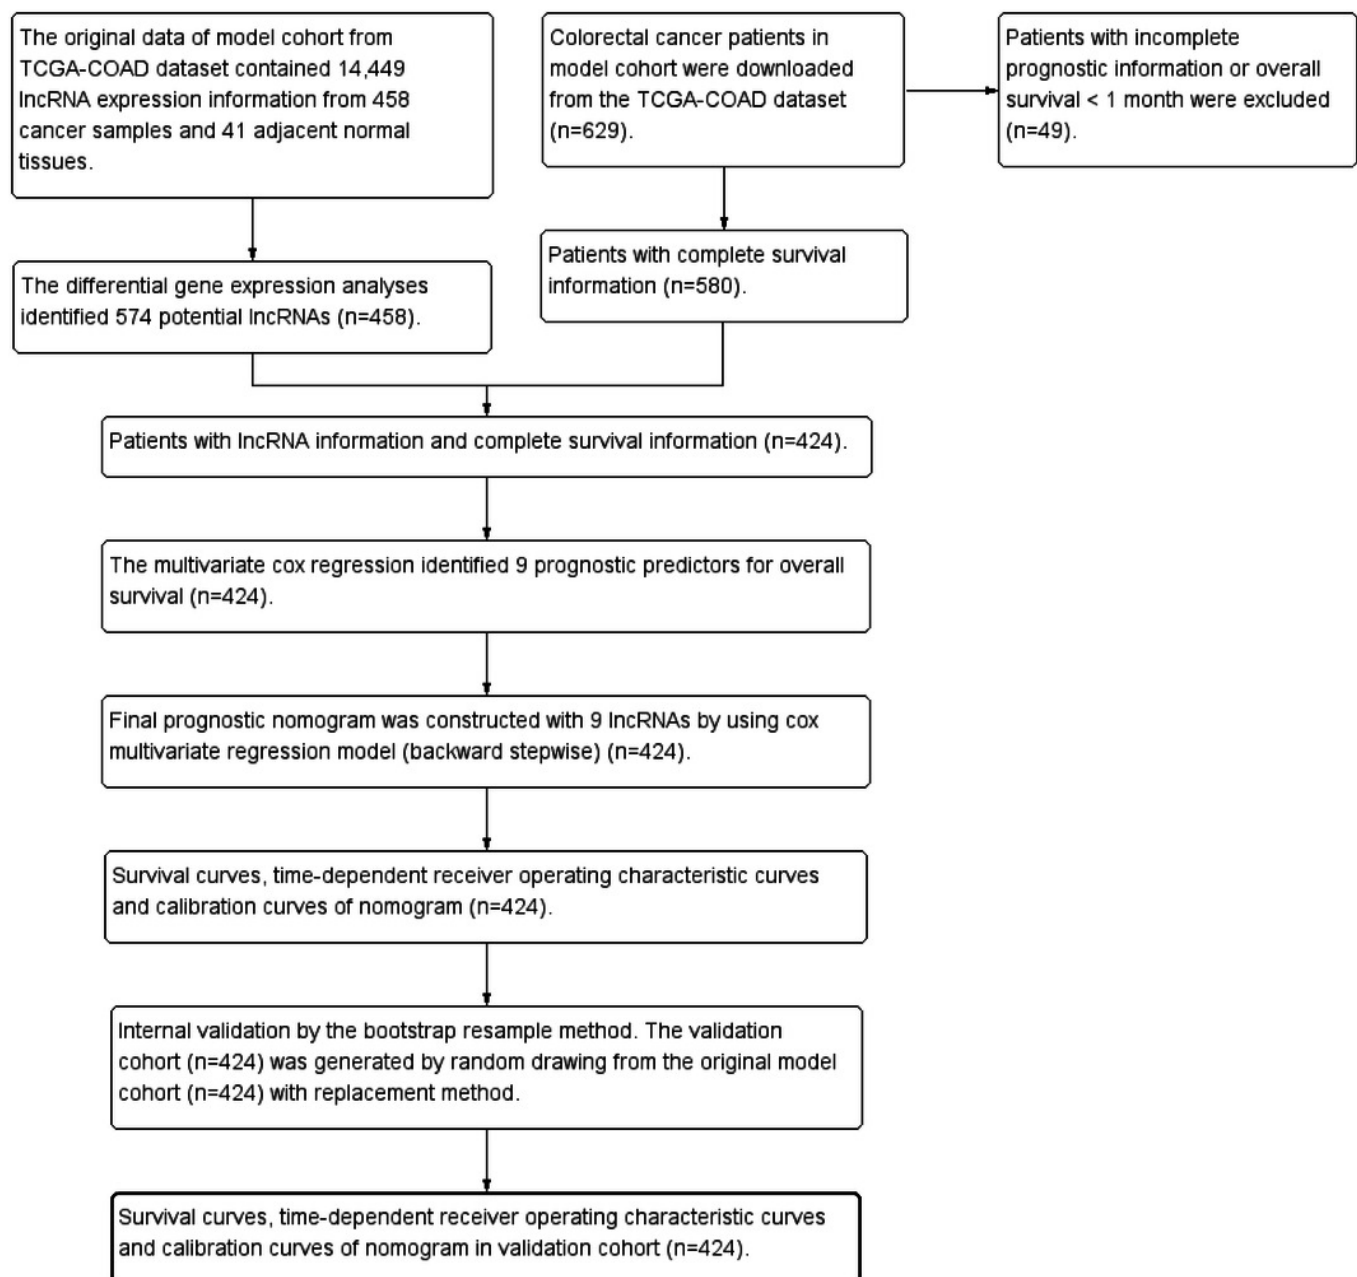 The original data of model cohort from
TCGA-COAD dataset contained 14,449
lncRNA expression information from 458
cancer samples and 41 adjacent normal
tissues.
Colorectal cancer patients in
model cohort were downloaded
from the TCGA-COAD dataset
(n=629).
Patients with incomplete
prognostic information or overall
survival < 1 month were excluded
(n=49).
The differential gene expression analyses
identified 574 potential lncRNAs (n=458).
Patients with complete survival
information (n=580).
Patients with lncRNA information and complete survival information (n=424).
The multivariate cox regression identified 9 prognostic predictors for overall
survival (n=424).
Final prognostic nomogram was constructed with 9 lncRNAs by using cox
multivariate regression model (backward stepwise) (n=424).
Survival curves, time-dependent receiver operating characteristic curves
and calibration curves of nomogram (n=424).
Internal validation by the bootstrap resample method. The validation
cohort (n=424) was generated by random drawing from the original model
cohort (n=424) with replacement method.
Survival curves, time-dependent receiver operating characteristic curves
and calibration curves of nomogram in validation cohort (n=424).